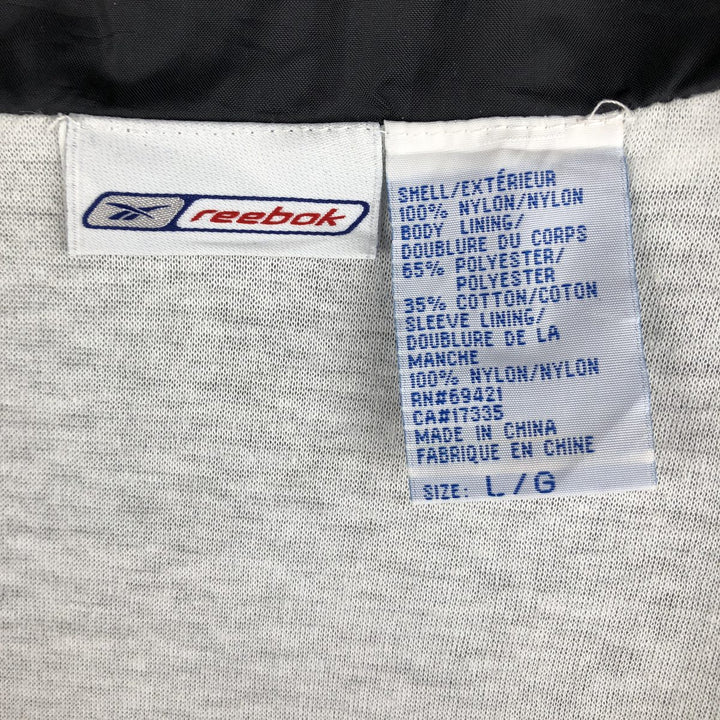 reebok
SHELL/EXTÉRIEUR
100% NYLON/NYLON
BODY LINING/
DOUBLURE DU CORPS
65% POLYESTER/
POLYESTER
35% COTTON/COTON
SLEEVE LINING/
DOUBLURE DE LA
MANCHE
100% NYLON/NYLON
RN#69421
CA#17335
MADE IN CHINA
FABRIQUE EN CHINE
SIZE: L/G